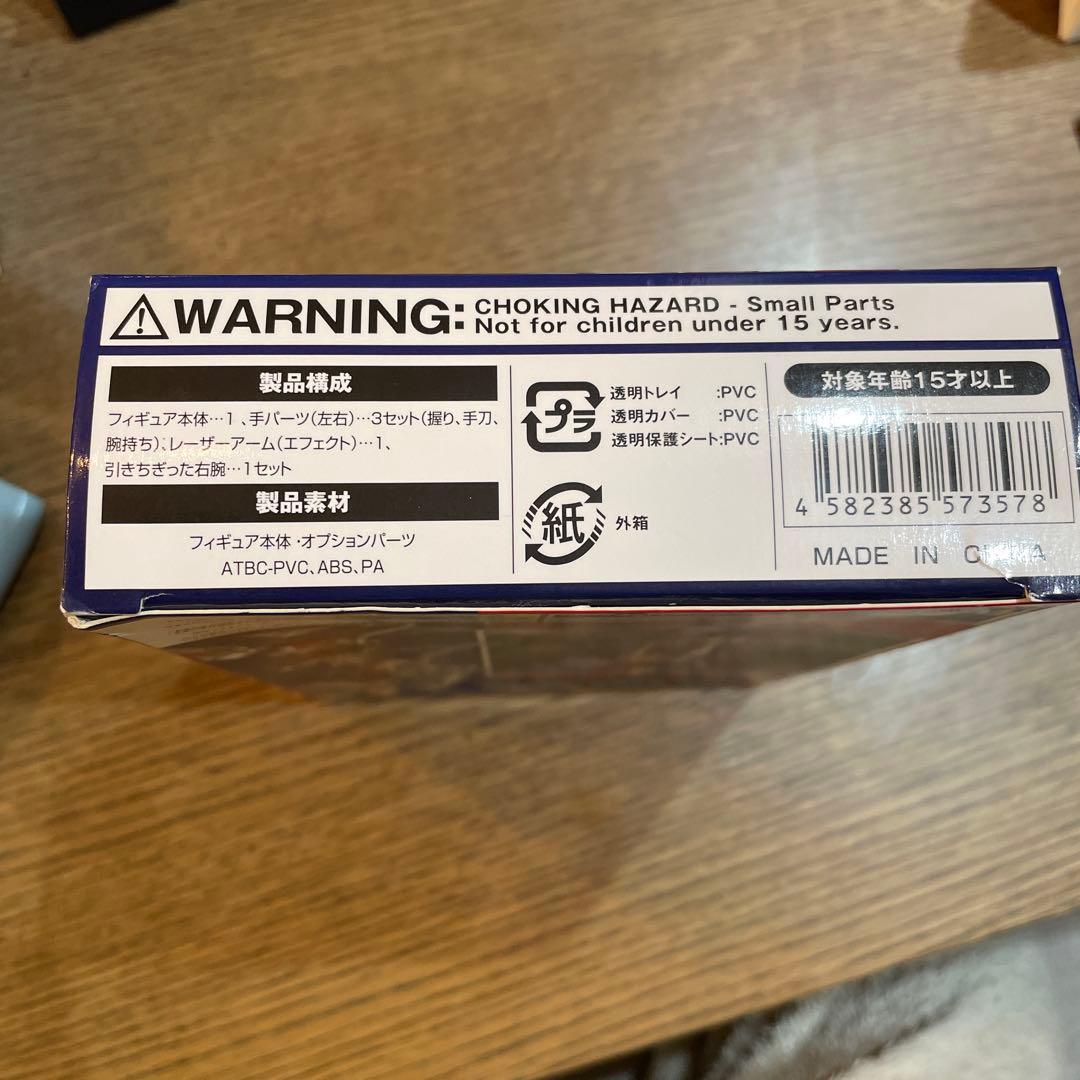 WARNING: CHOKING HAZARD - Small Parts
Not for children under 15 years.
製品構成
フィギュア本体…1、手パーツ(左右)…3セット(握り、手刀、
腕持ち)、レーザーアーム(エフェクト)…1、
引きちぎった右腕…1セット
製品素材
フィギュア本体・オプションパーツ
ATBC-PVC、ABS、PA
プラ
透明トレイ :PVC
透明カバー :PVC
透明保護シート:PVC
紙
外箱
対象年齢15才以上
4 582385 573578
MADE IN